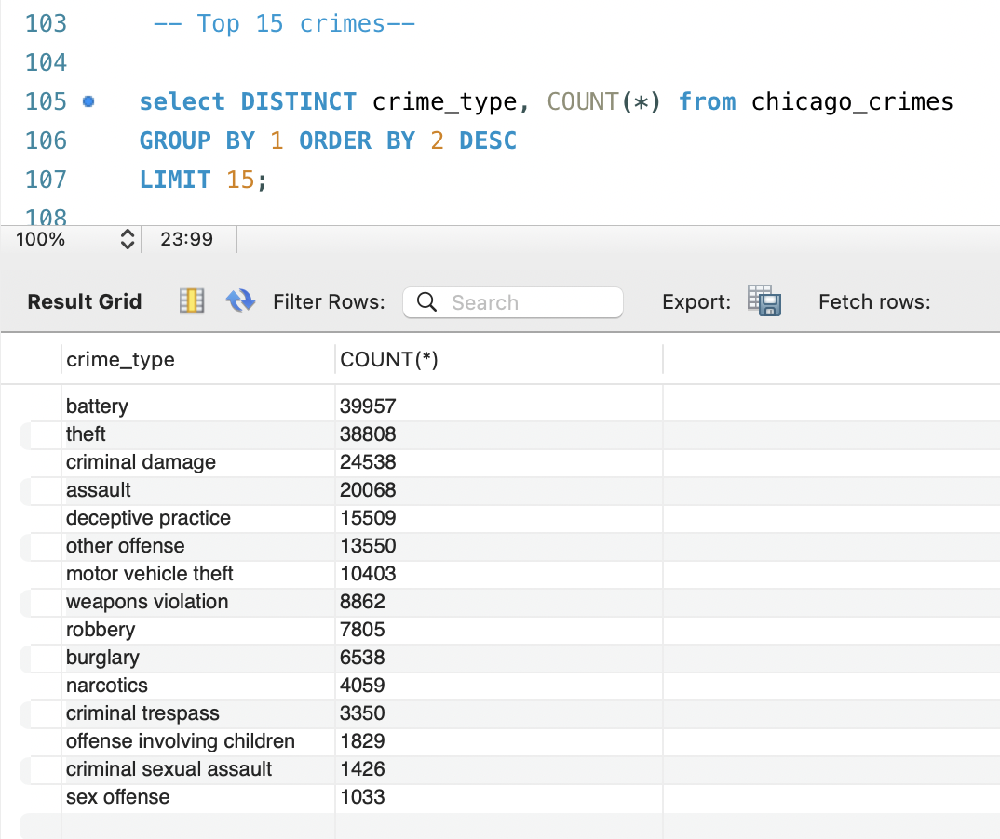 103 -- Top 15 crimes--
104
105 select DISTINCT crime_type, COUNT(*) from chicago_crimes
106 GROUP BY 1 ORDER BY 2 DESC
107 LIMIT 15;
108
100% 23:99
Result Grid Filter Rows: Search Export: Fetch rows:
crime_type COUNT(*)
battery 39957
theft 38808
criminal damage 24538
assault 20068
deceptive practice 15509
other offense 13550
motor vehicle theft 10403
weapons violation 8862
robbery 7805
burglary 6538
narcotics 4059
criminal trespass 3350
offense involving children 1829
criminal sexual assault 1426
sex offense 1033